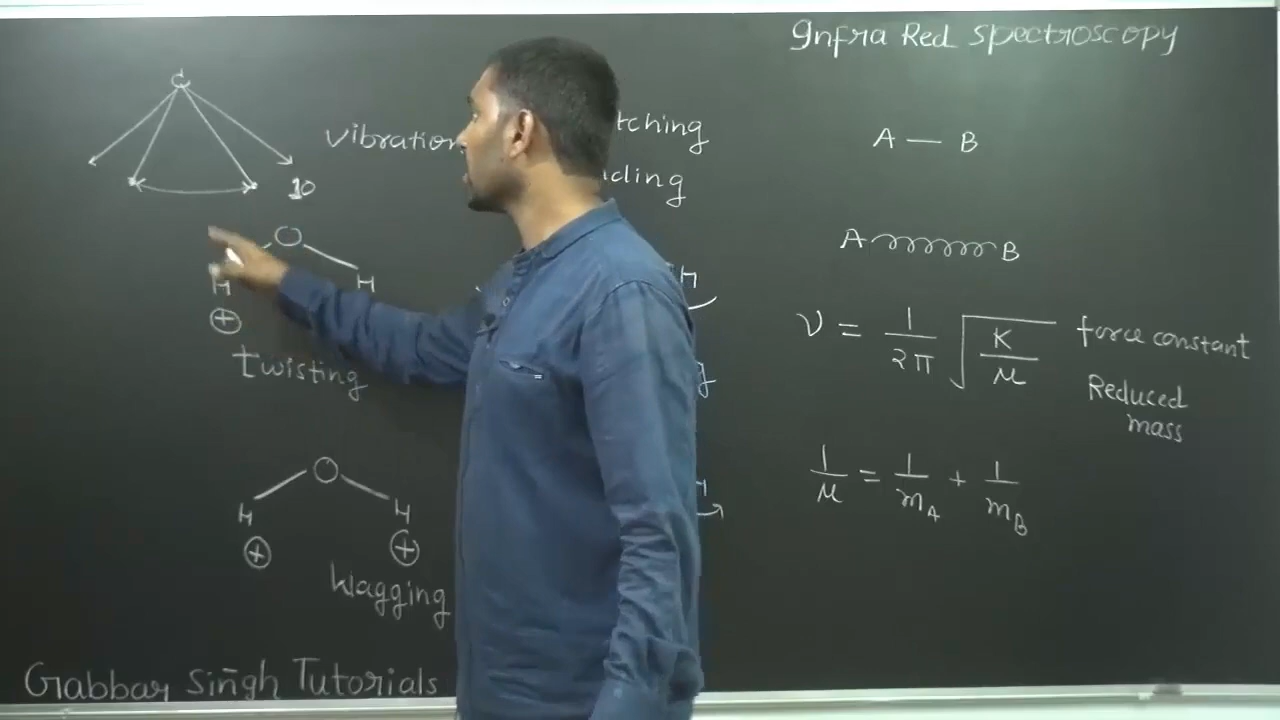 Infra Red Spectroscopy
C
10
Vibration
tching
ding
A — B
O
H H
⊕
twisting
H
A B
ν = 1/2π √K/μ force constant
Reduced
mass
O
H H
⊕ ⊕
Wagging
1/μ = 1/mA + 1/mB
Gabbar Singh Tutorials